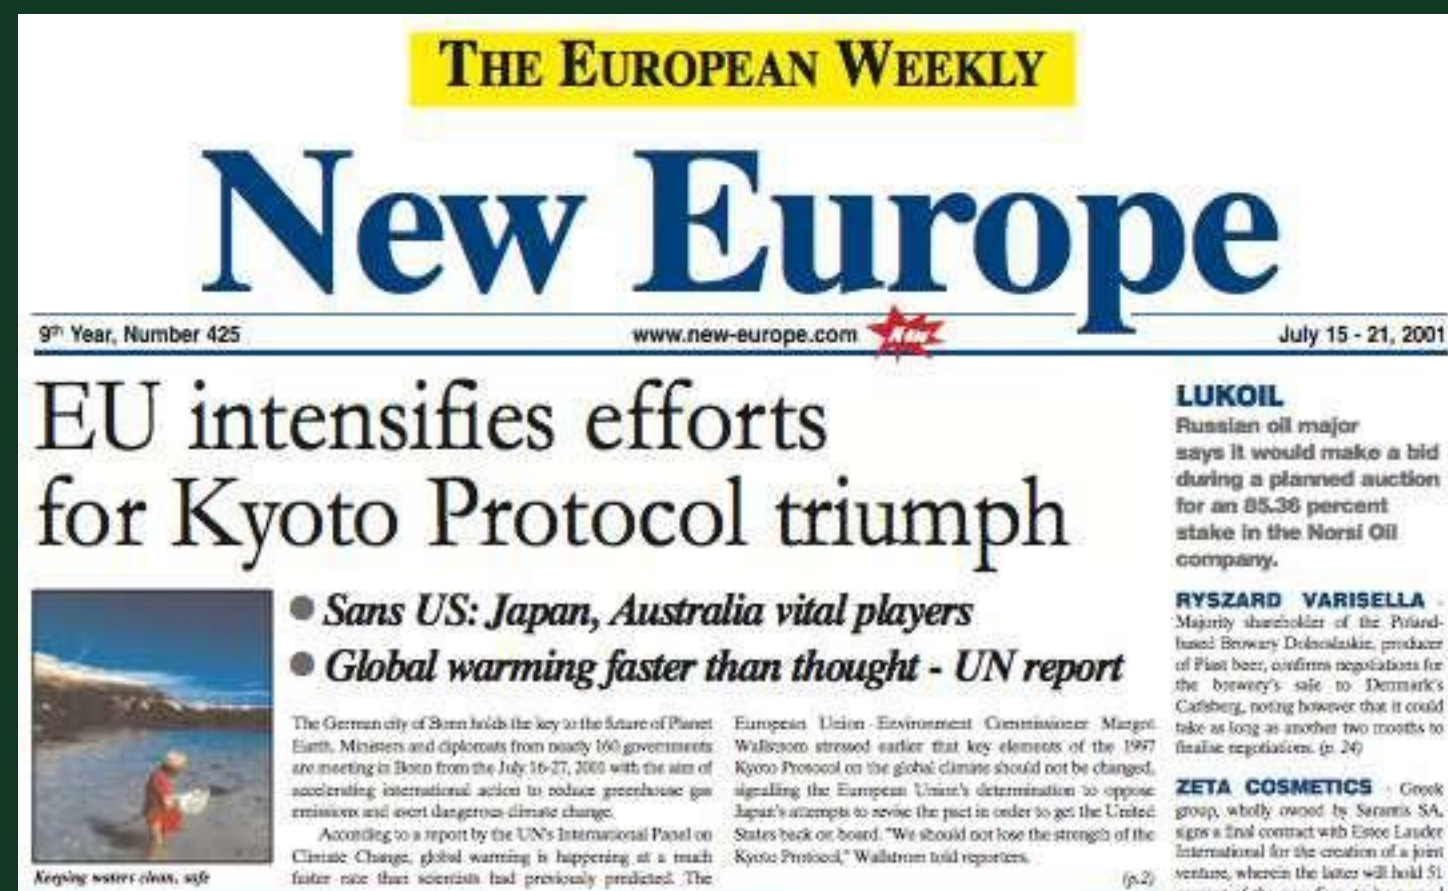 THE EUROPEAN WEEKLY
New Europe
9th Year, Number 425
www.new-europe.com
New
July 15 - 21, 2001
EU intensifies efforts
for Kyoto Protocol triumph
Sans US: Japan, Australia vital players
Global warming faster than thought - UN report
Keeping waters clean, safe
The German city of Bonn holds the key to the future of Planet
Earth. Ministers and diplomats from nearly 160 governments
are meeting in Bonn from the July 16-27, 2001 with the aim of
accelerating international action to reduce greenhouse gas
emissions and avert dangerous climate change.
According to a report by the UN's International Panel on
Climate Change, global warming is happening at a much
faster rate than scientists had previously predicted. The
European Union Environment Commissioner Margot
Wallstrom stressed earlier that key elements of the 1997
Kyoto Protocol on the global climate should not be changed,
signalling the European Union's determination to oppose
Japan's attempts to revise the pact in order to get the United
States back on board. "We should not lose the strength of the
Kyoto Protocol," Wallstrom told reporters.
(p.2)
LUKOIL
Russian oil major
says it would make a bid
during a planned auction
for an 85.36 percent
stake in the Norsi Oil
company.
RYSZARD VARISELLA -
Majority shareholder of the Poland-
based Browary Dolnoslaskie, producer
of Piast beer, confirms negotiations for
the brewery's sale to Denmark's
Carlsberg, noting however that it could
take as long as another two months to
finalise negotiations. (p. 24)
ZETA COSMETICS - Greek
group, wholly owned by Sarantis SA,
signs a final contract with Estee Lauder
International for the creation of a joint
venture, wherein the latter will hold 51